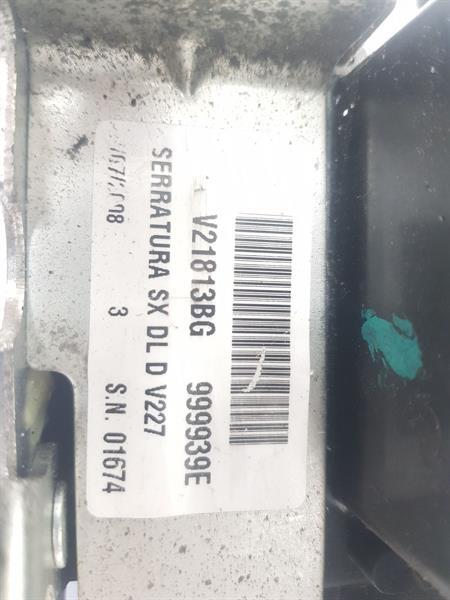 V21813BG 999939E
SERRATURA SX DL D V227
3 S.N. 01674